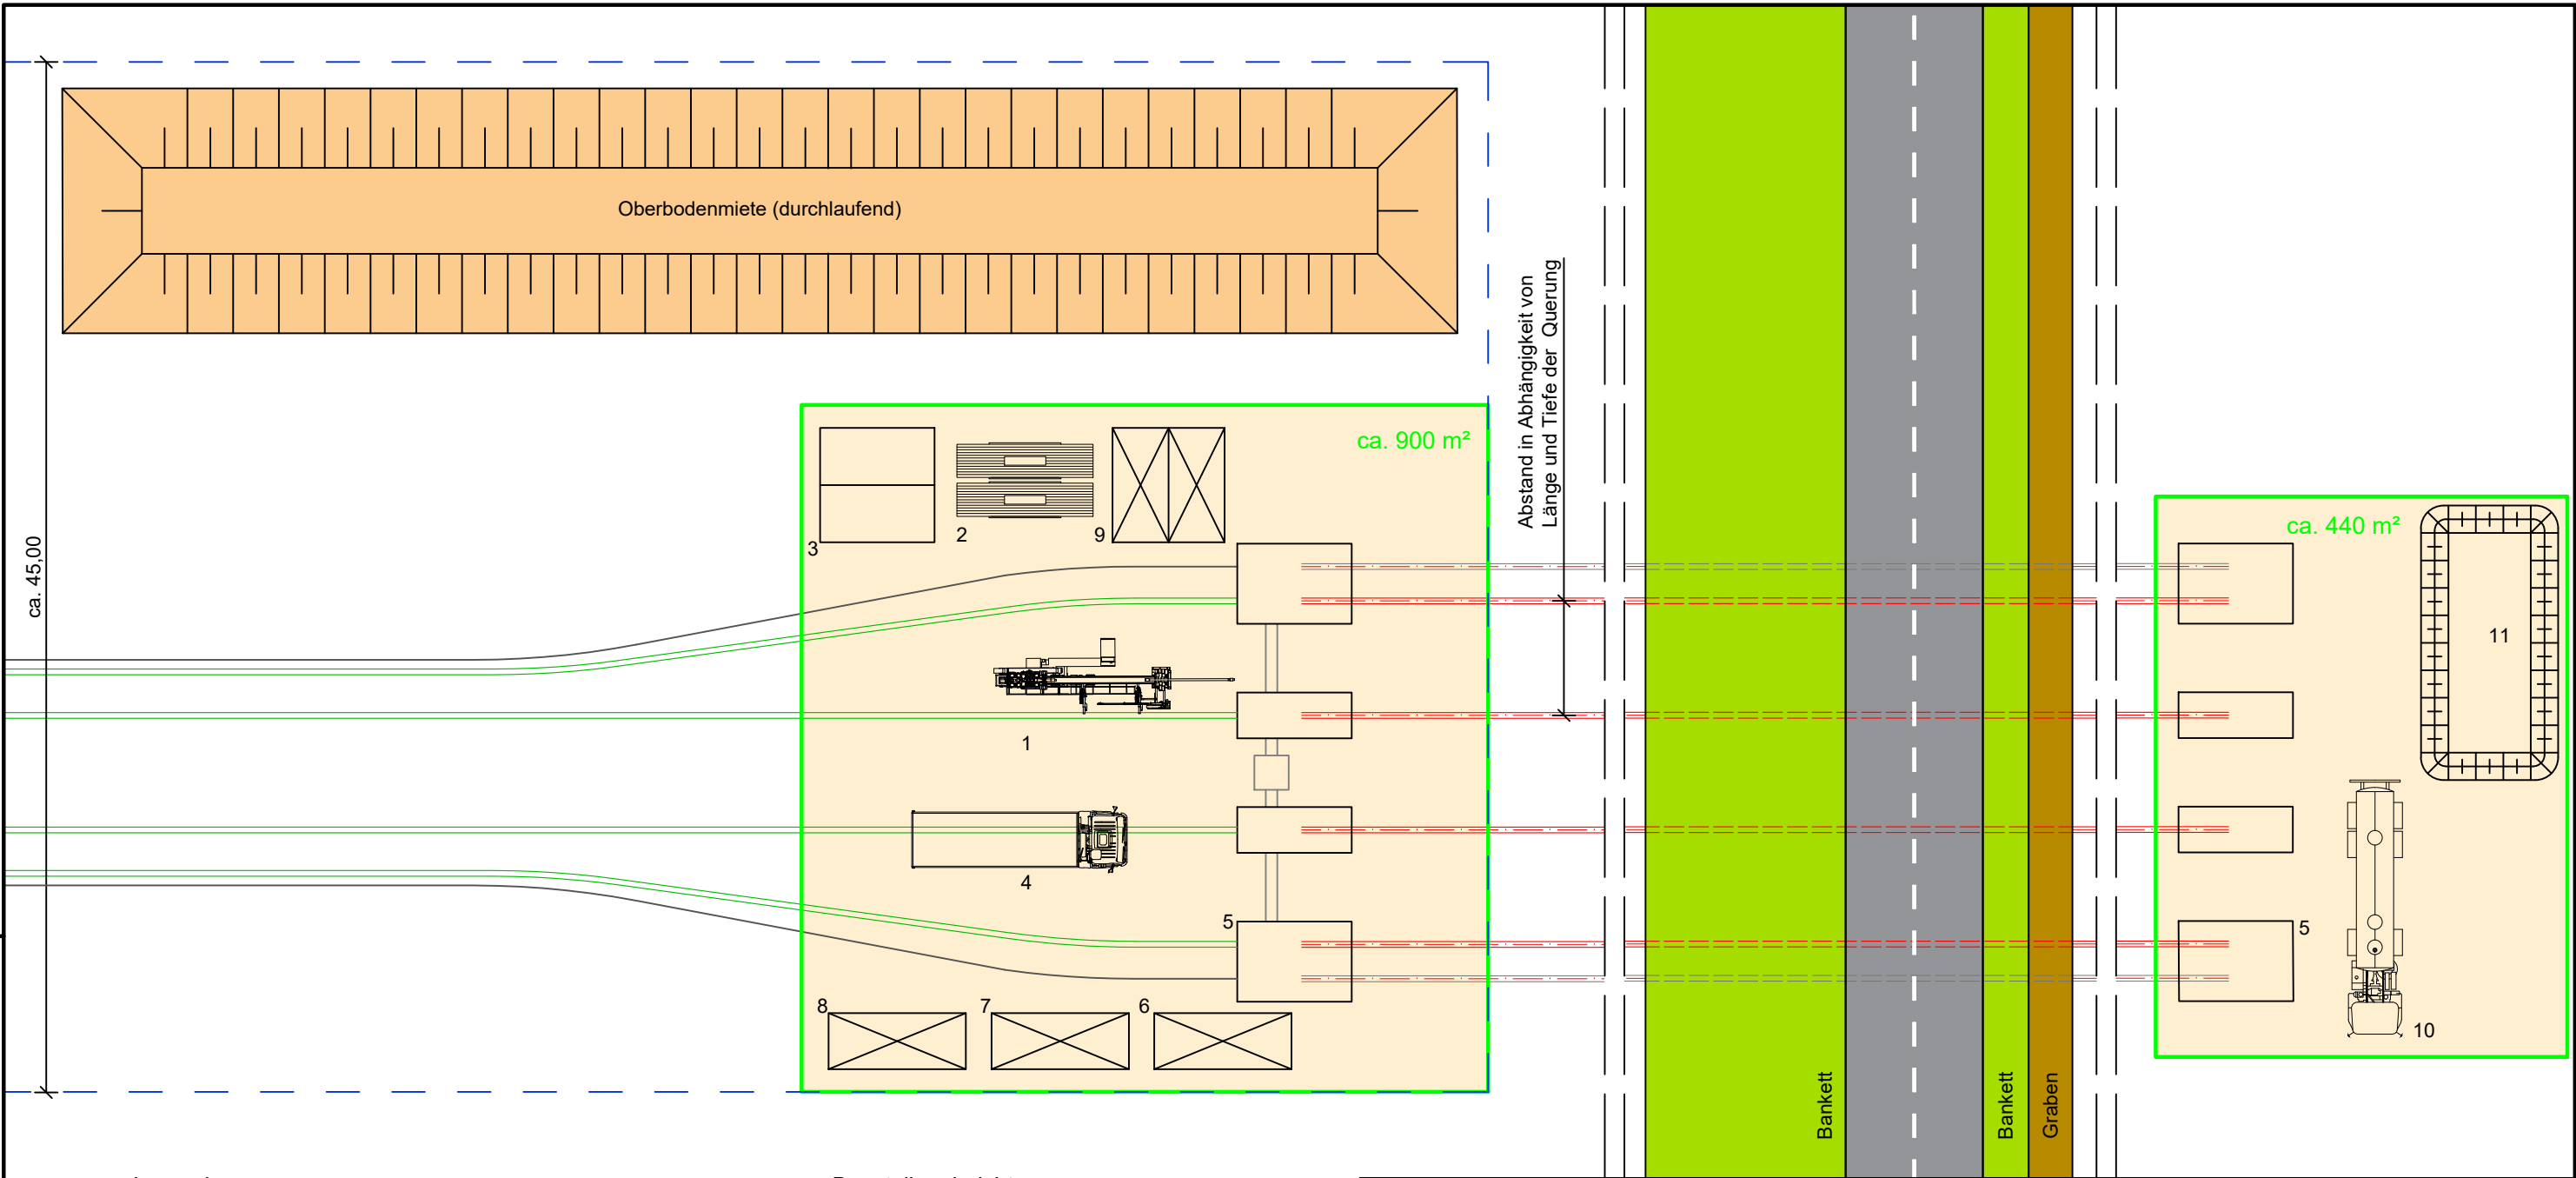 Oberbodenmiete (durchlaufend)
ca. 45,00
Abstand in Abhängigkeit von
Länge und Tiefe der Querung
ca. 900 m²
ca. 440 m²
3
2
9
11
1
4
5
5
8
7
6
10
Bankett
Bankett
Graben